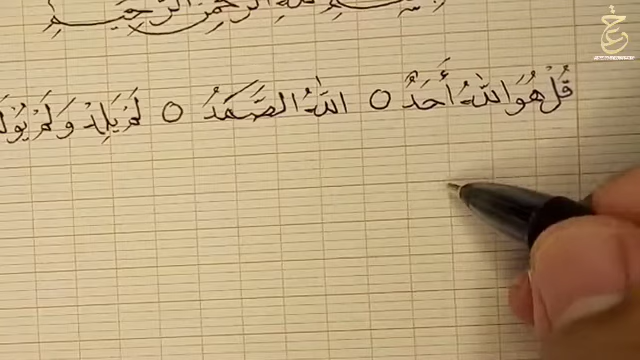 بسم الله الرحمن الرحيم
قُلْ هُوَ اللّٰهُ أَحَدٌ ○ اللّٰهُ الصَّمَدُ ○ لَمْ يَلِدْ وَلَمْ يُولَ